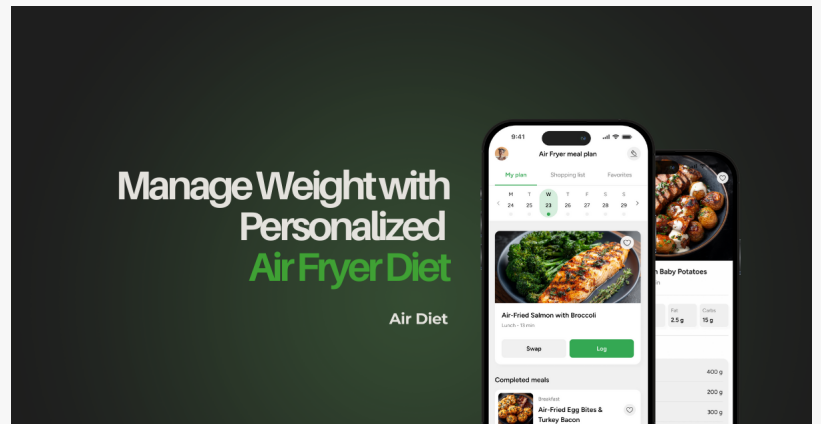 Manage Weight with
Personalized
Air Fryer Diet
Air Diet
9:41
Air Fryer meal plan
My plan Shopping list Favorites
M T W T F S S
24 25 23 26 27 28 29
Air-Fried Salmon with Broccoli
Lunch • 15 min
Swap Log
Completed meals
Breakfast
Air-Fried Egg Bites &
Turkey Bacon
Baby Potatoes
Fat Carbs
2.5 g 15 g
400 g
200 g
300 g